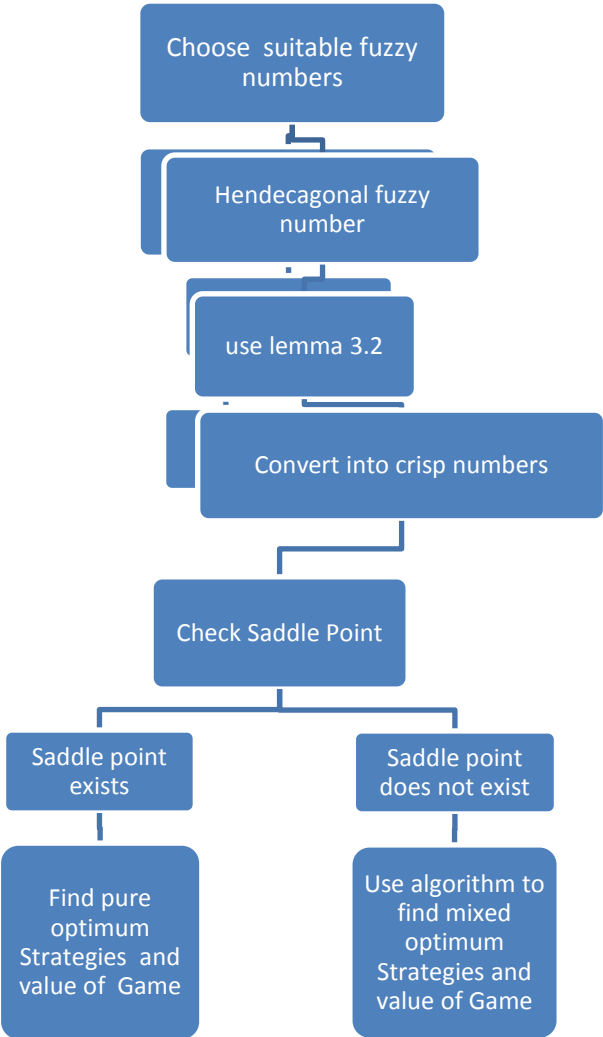 Choose  suitable fuzzy
numbers
Hendecagonal fuzzy
number
use lemma 3.2
Convert into crisp numbers
Check Saddle Point
Saddle point
exists
Saddle point
does not exist
Find pure
optimum
Strategies  and
value of  Game
Use algorithm to
find mixed
optimum
Strategies and
value of Game